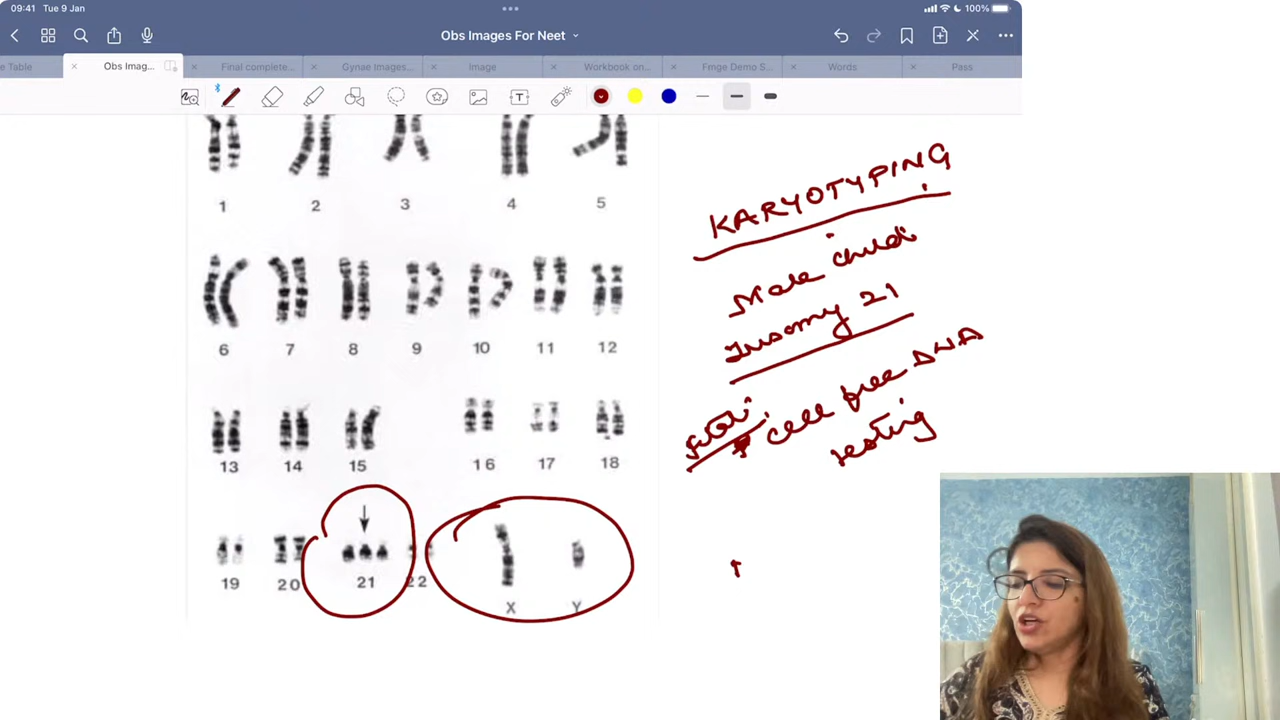 09:41 Tue 9 Jan
100%
Obs Images For Neet
e Table
Obs Imag...
Final complete...
Gynae Images...
Image
Workbook on...
Fmge Demo S...
Words
Pass
1 2 3 4 5
KARYOTYPING
Male child
Trisomy 21
6 7 8 9 10 11 12
cell free DNA
testing
13 14 15 16 17 18
19 20 21 22 X Y